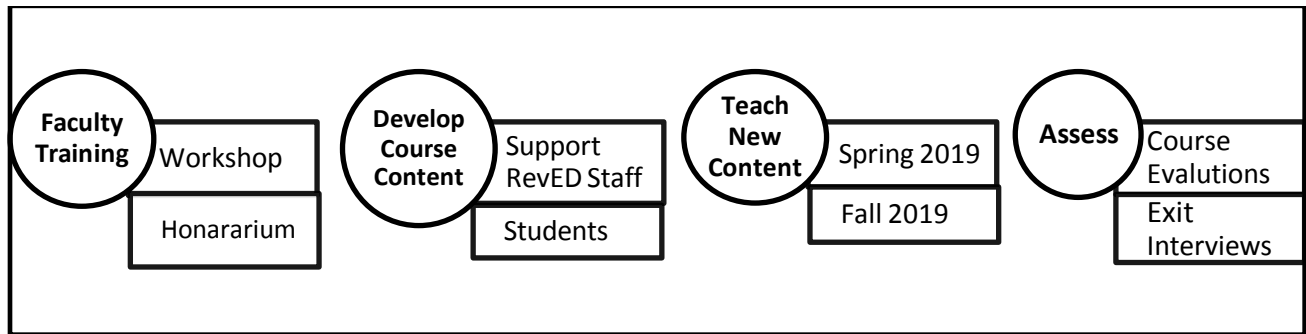 Faculty
Training
Workshop
Honararium
Develop
Course
Content
Support
RevED Staff
Students
Teach
New
Content
Spring 2019
Fall 2019
Assess
Course
Evalutions
Exit
Interviews